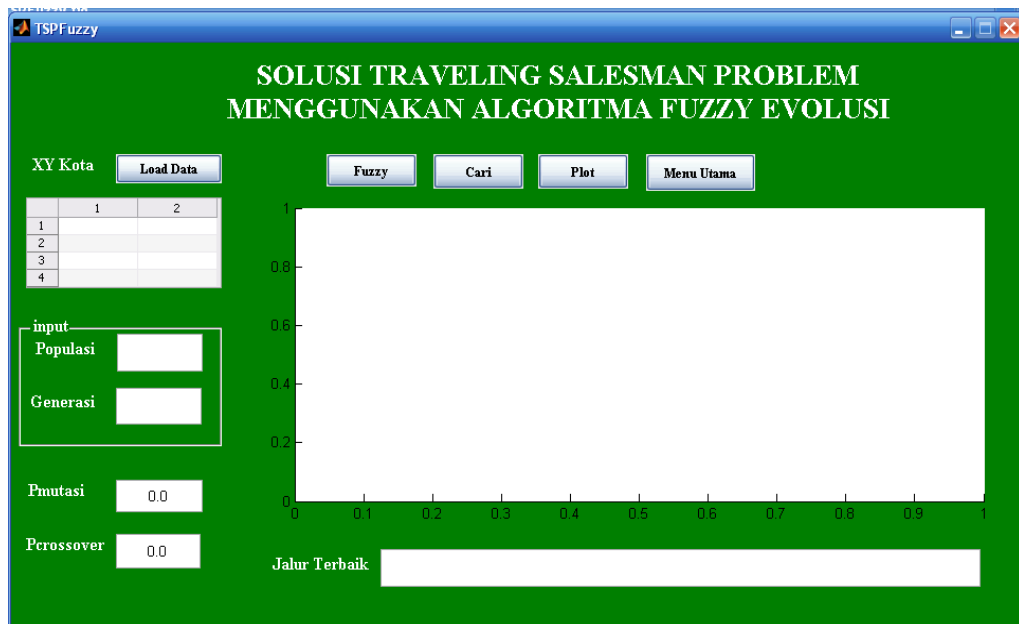 TSPFuzzy
SOLUSI TRAVELING SALESMAN PROBLEM
MENGGUNAKAN ALGORITMA FUZZY EVOLUSI
XY Kota
Load Data
Fuzzy
Cari
Plot
Menu Utama
1 2
1
2
3
4
input
Populasi
Generasi
Pmutasi
0.0
Pcrossover
0.0
1
0.8
0.6
0.4
0.2
0
0 0.1 0.2 0.3 0.4 0.5 0.6 0.7 0.8 0.9 1
Jalur Terbaik